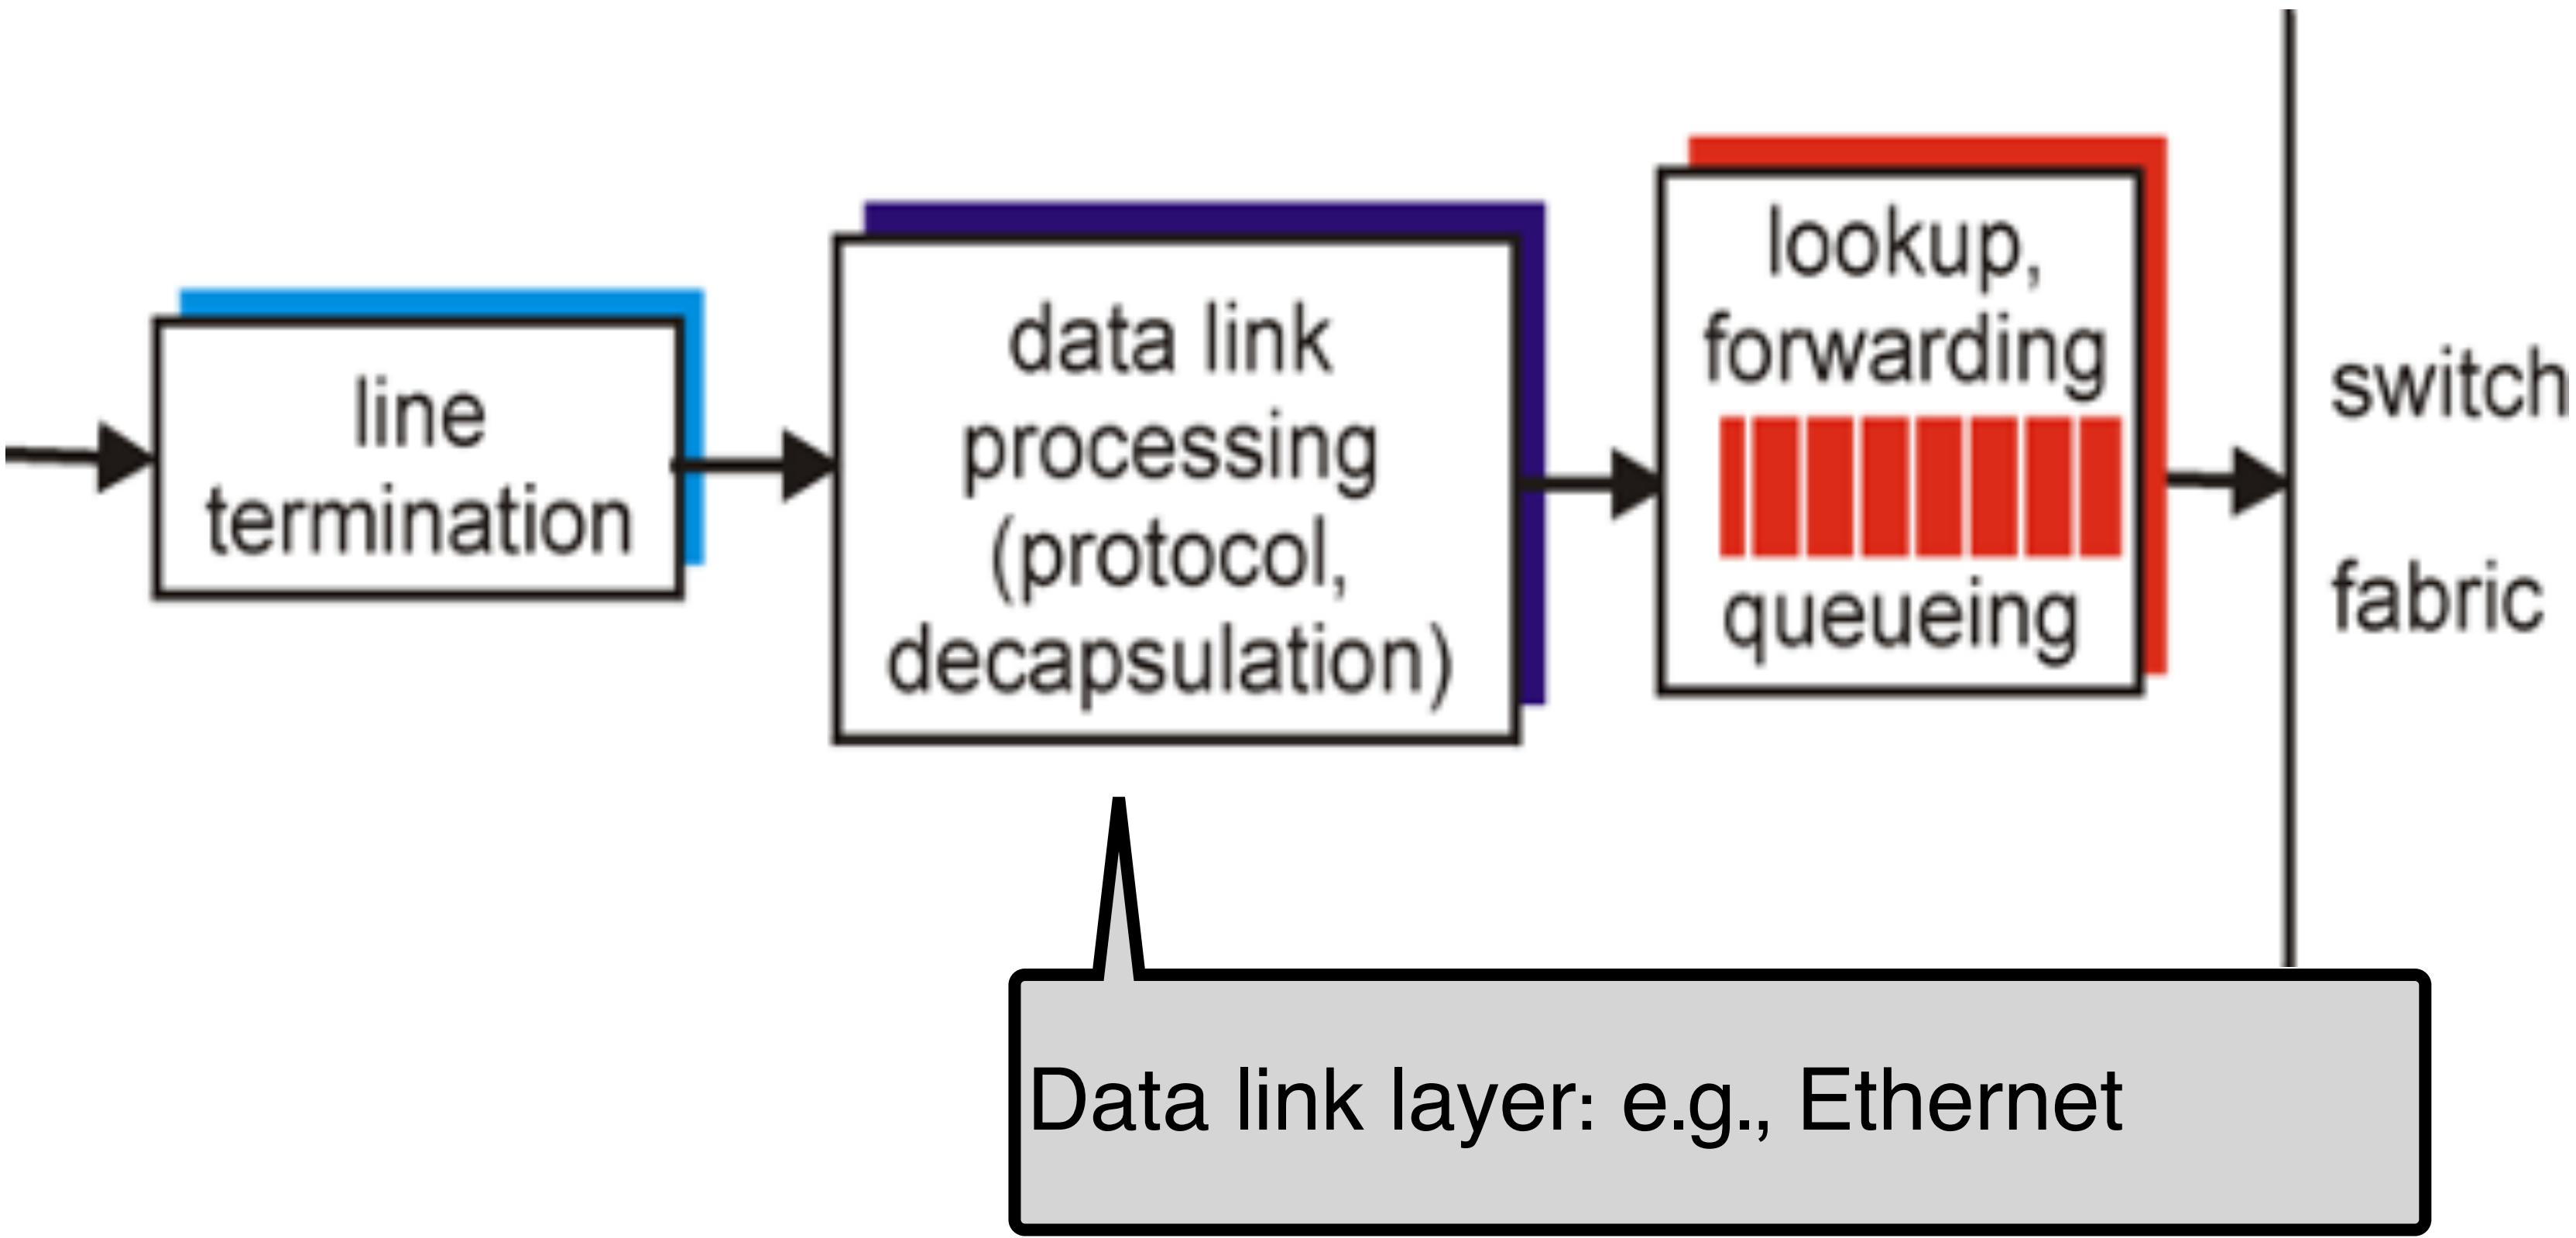 line
termination
data link
processing
(protocol,
decapsulation)
lookup,
forwarding
queueing
switch
fabric
Data link layer: e.g., Ethernet